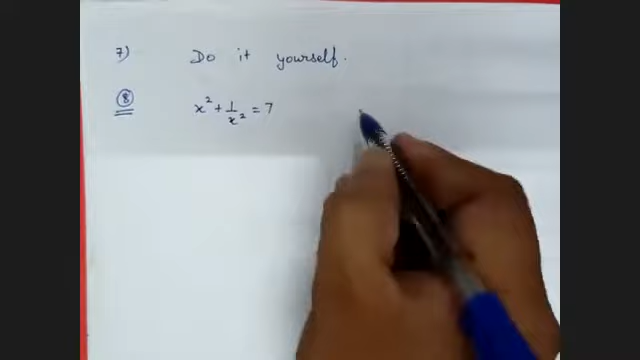 7) Do it yourself.
8 x² + 1/x² = 7